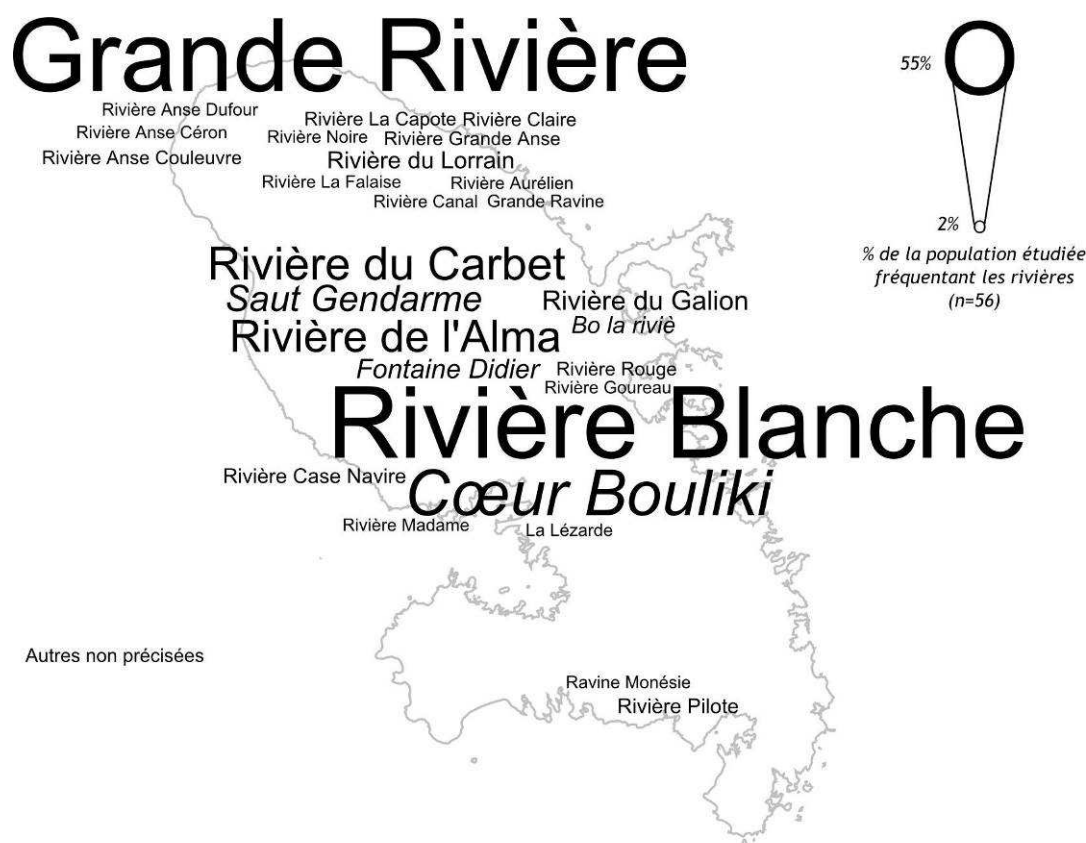 Grande Rivière
55%
Rivière Anse Dufour
Rivière La Capote Rivière Claire
Rivière Anse Céron
Rivière Noire Rivière Grande Anse
Rivière Anse Couleuvre
Rivière du Lorrain
Rivière La Falaise Rivière Aurélien
Rivière Canal Grande Ravine
2%
% de la population étudiée
fréquentant les rivières
(n=56)
Rivière du Carbet
Saut Gendarme
Rivière du Galion
Bo la riviè
Rivière de l'Alma
Fontaine Didier
Rivière Rouge
Rivière Goureau
Rivière Blanche
Rivière Case Navire
Cœur Bouliki
Rivière Madame
La Lézarde
Autres non précisées
Ravine Monésie
Rivière Pilote